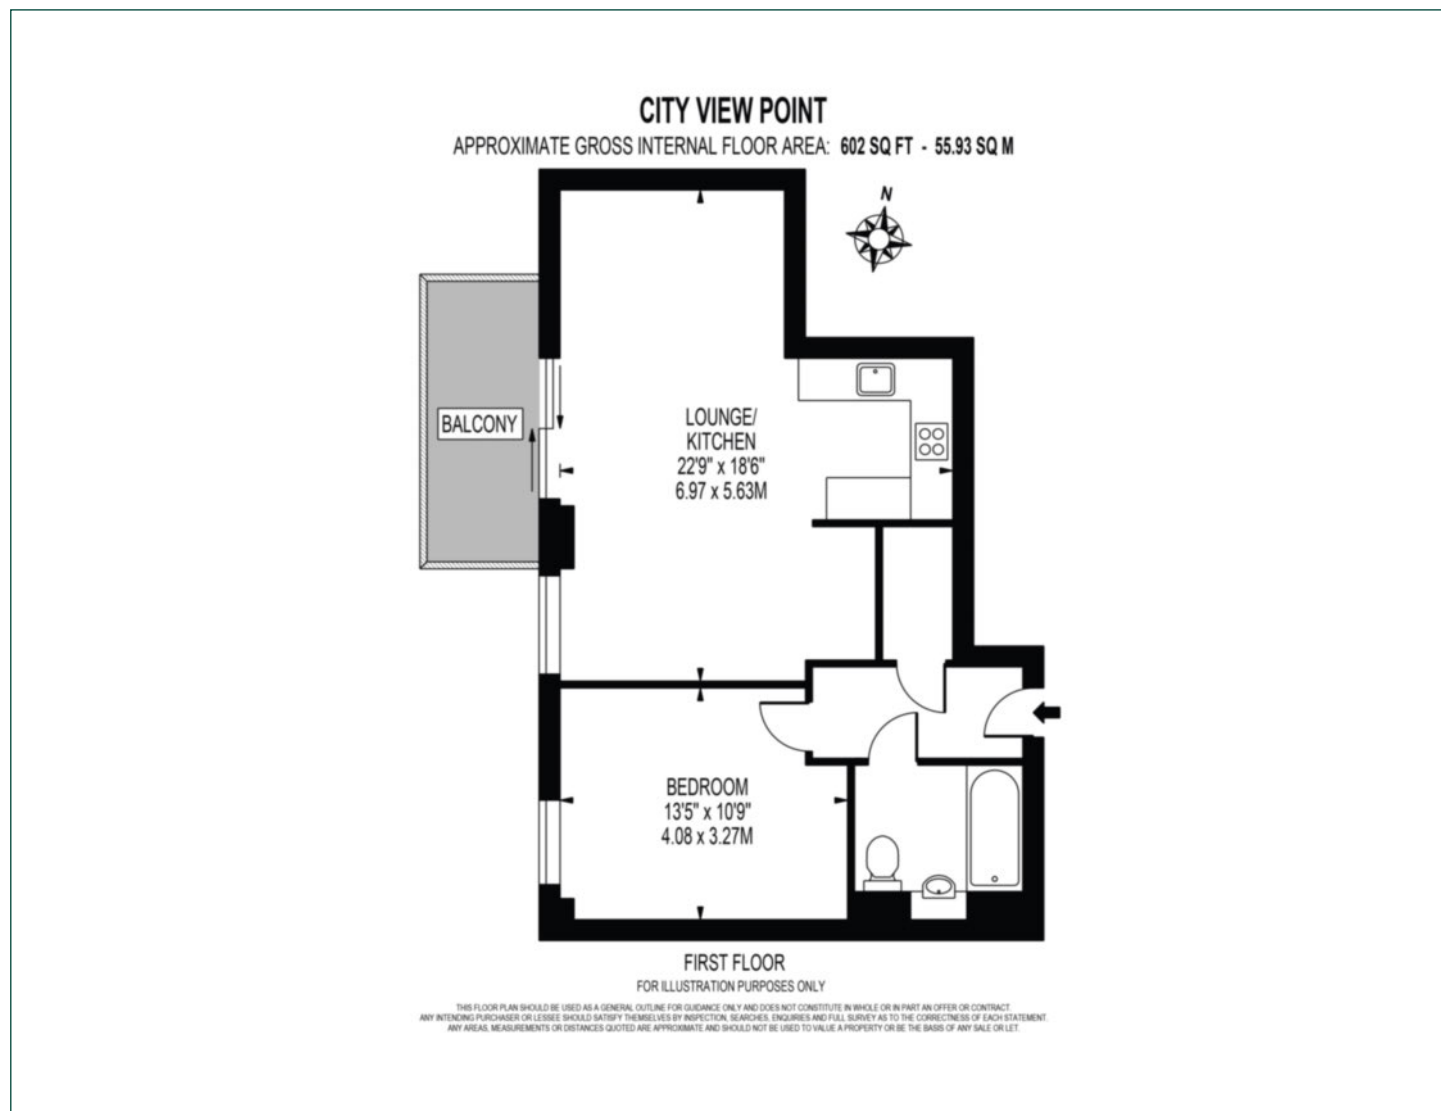 CITY VIEW POINT
APPROXIMATE GROSS INTERNAL FLOOR AREA: 602 SQ FT - 55.93 SQ M
N
BALCONY
LOUNGE/
KITCHEN
22'9" x 18'6"
6.97 x 5.63M
BEDROOM
13'5" x 10'9"
4.08 x 3.27M
FIRST FLOOR
FOR ILLUSTRATION PURPOSES ONLY
THIS FLOOR PLAN SHOULD BE USED AS A GENERAL OUTLINE FOR GUIDANCE ONLY AND DOES NOT CONSTITUTE IN WHOLE OR IN PART AN OFFER OR CONTRACT.
ANY INTENDING PURCHASER OR LESSEE SHOULD SATISFY THEMSELVES BY INSPECTION, SEARCHES, ENQUIRIES AND FULL SURVEY AS TO THE CORRECTNESS OF EACH STATEMENT.
ANY AREAS, MEASUREMENTS OR DISTANCES QUOTED ARE APPROXIMATE AND SHOULD NOT BE USED TO VALUE A PROPERTY OR BE THE BASIS OF ANY SALE OR LET.